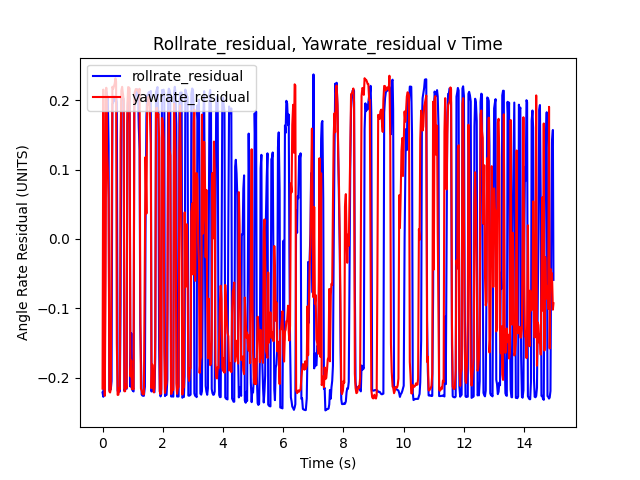 Rollrate_residual, Yawrate_residual v Time
rollrate_residual
yawrate_residual
Angle Rate Residual (UNITS)
0.2
0.1
0.0
−0.1
−0.2
0 2 4 6 8 10 12 14
Time (s)